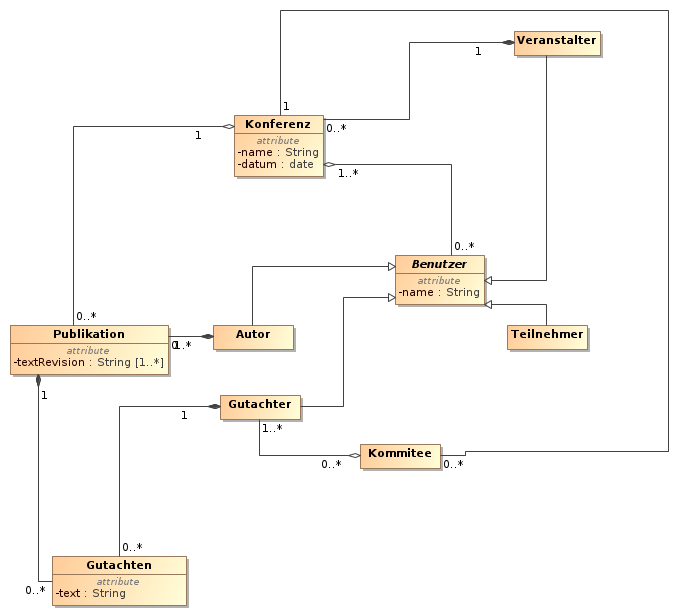 Veranstalter
1
1
Konferenz
0..*
attribute
1
-name : String
-datum : date
1..*
0..*
Benutzer
attribute
-name : String
0..*
Publikation
Autor
Teilnehmer
attribute
-textRevision : String [1..*]
1
Gutachter
1
1..*
Kommitee
0..*
0..*
0..*
Gutachten
attribute
0..*
-text : String